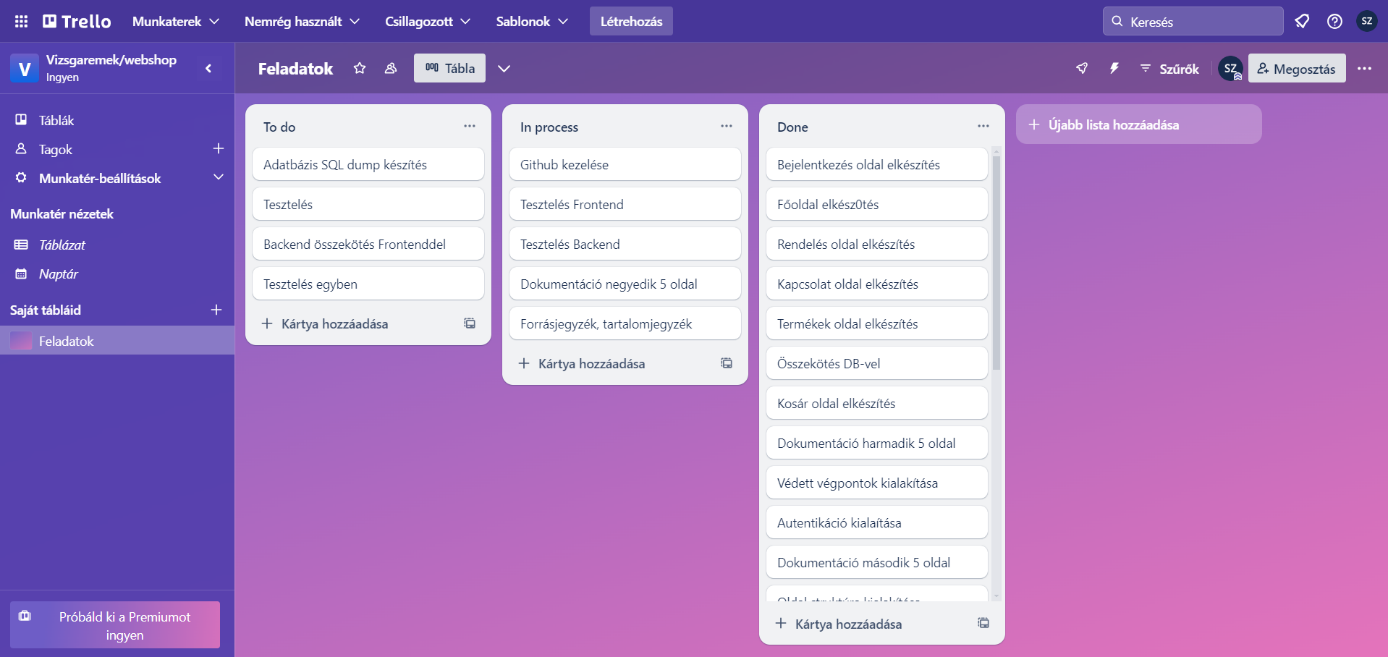 Trello
Munkaterek
Nemrég használt
Csillagozott
Sablonok
Létrehozás
Keresés
SZ
V
Vizsgaremek/webshop
Ingyen
Táblák
Tagok
Munkatér-beállítások
Munkatér nézetek
Táblázat
Naptár
Saját tábláid
Feladatok
Próbáld ki a Premiumot
ingyen
Feladatok
Tábla
Szűrők
SZ
Megosztás
To do
Adatbázis SQL dump készítés
Tesztelés
Backend összekötés Frontenddel
Tesztelés egyben
Kártya hozzáadása
In process
Github kezelése
Tesztelés Frontend
Tesztelés Backend
Dokumentáció negyedik 5 oldal
Forrásjegyzék, tartalomjegyzék
Kártya hozzáadása
Done
Bejelentkezés oldal elkészítés
Főoldal elkész0tés
Rendelés oldal elkészítés
Kapcsolat oldal elkészítés
Termékek oldal elkészítés
Összekötés DB-vel
Kosár oldal elkészítés
Dokumentáció harmadik 5 oldal
Védett végpontok kialakítása
Autentikáció kialaítása
Dokumentáció második 5 oldal
Oldal struktúra kialakítása
Kártya hozzáadása
Újabb lista hozzáadása